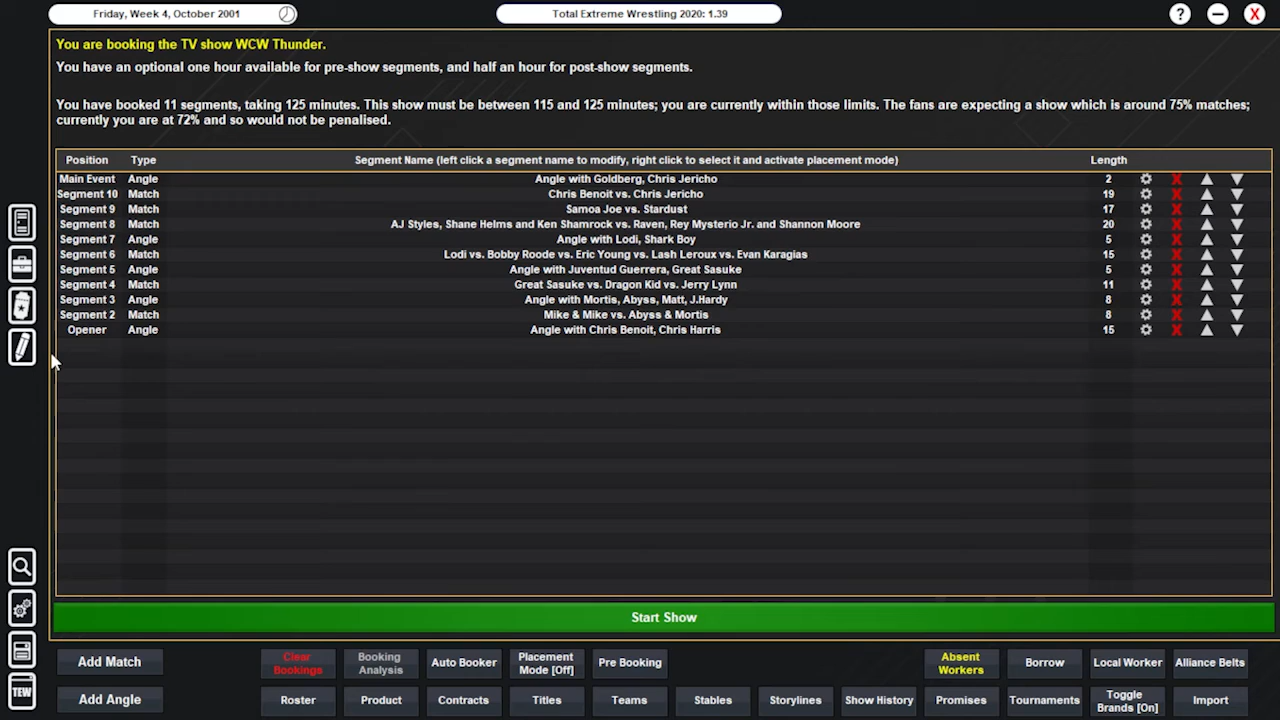 Friday, Week 4, October 2001
Total Extreme Wrestling 2020: 1.39
?
X
You are booking the TV show WCW Thunder.
You have an optional one hour available for pre-show segments, and half an hour for post-show segments.
You have booked 11 segments, taking 125 minutes. This show must be between 115 and 125 minutes; you are currently within those limits. The fans are expecting a show which is around 75% matches;
currently you are at 72% and so would not be penalised.
Position Type Segment Name (left click a segment name to modify, right click to select it and activate placement mode) Length
Main Event Angle Angle with Goldberg, Chris Jericho 2 X
Segment 10 Match Chris Benoit vs. Chris Jericho 19 X
Segment 9 Match Samoa Joe vs. Stardust 17 X
Segment 8 Match AJ Styles, Shane Helms and Ken Shamrock vs. Raven, Rey Mysterio Jr. and Shannon Moore 20 X
Segment 7 Angle Angle with Lodi, Shark Boy 5 X
Segment 6 Match Lodi vs. Bobby Roode vs. Eric Young vs. Lash Leroux vs. Evan Karagias 15 X
Segment 5 Angle Angle with Juventud Guerrera, Great Sasuke 5 X
Segment 4 Match Great Sasuke vs. Dragon Kid vs. Jerry Lynn 11 X
Segment 3 Angle Angle with Mortis, Abyss, Matt, J.Hardy 8 X
Segment 2 Match Mike & Mike vs. Abyss & Mortis 8 X
Opener Angle Angle with Chris Benoit, Chris Harris 15 X
Start Show
Add Match
Clear
Bookings
Booking
Analysis
Auto Booker
Placement
Mode [Off]
Pre Booking
Absent
Workers
Borrow
Local Worker
Alliance Belts
TEW
Add Angle
Roster
Product
Contracts
Titles
Teams
Stables
Storylines
Show History
Promises
Tournaments
Toggle
Brands [On]
Import